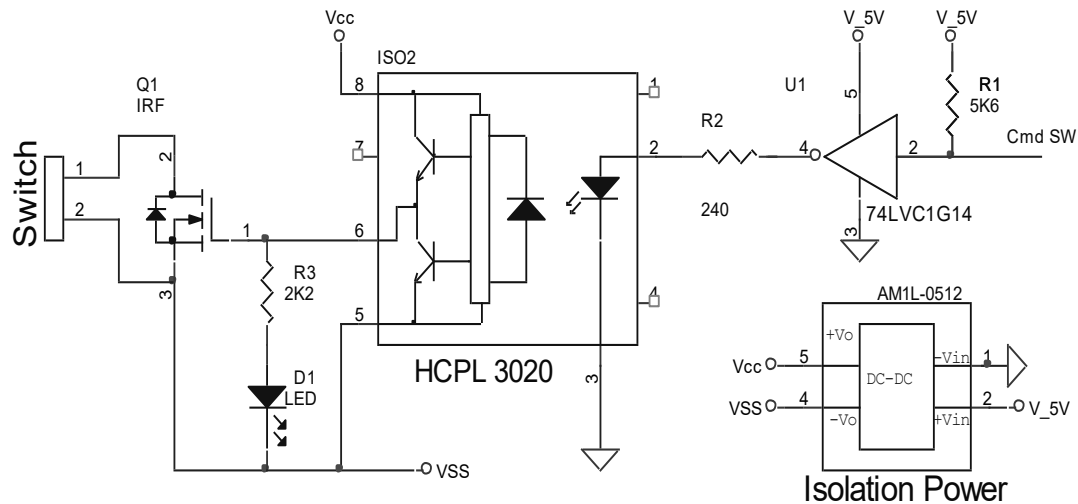 Vcc
V_5V
V_5V
ISO2
Q1
IRF
8
1
U1
5
R1
5K6
R2
Cmd SW
Switch
1
2
2
7
2
4
2
240
74LVC1G14
3
1
6
R3
2K2
3
5
4
AM1L-0512
HCPL 3020
3
D1
LED
Vcc
5
+Vo
-Vin
1
DC-DC
VSS
4
-Vo
+Vin
2
V_5V
VSS
Isolation Power